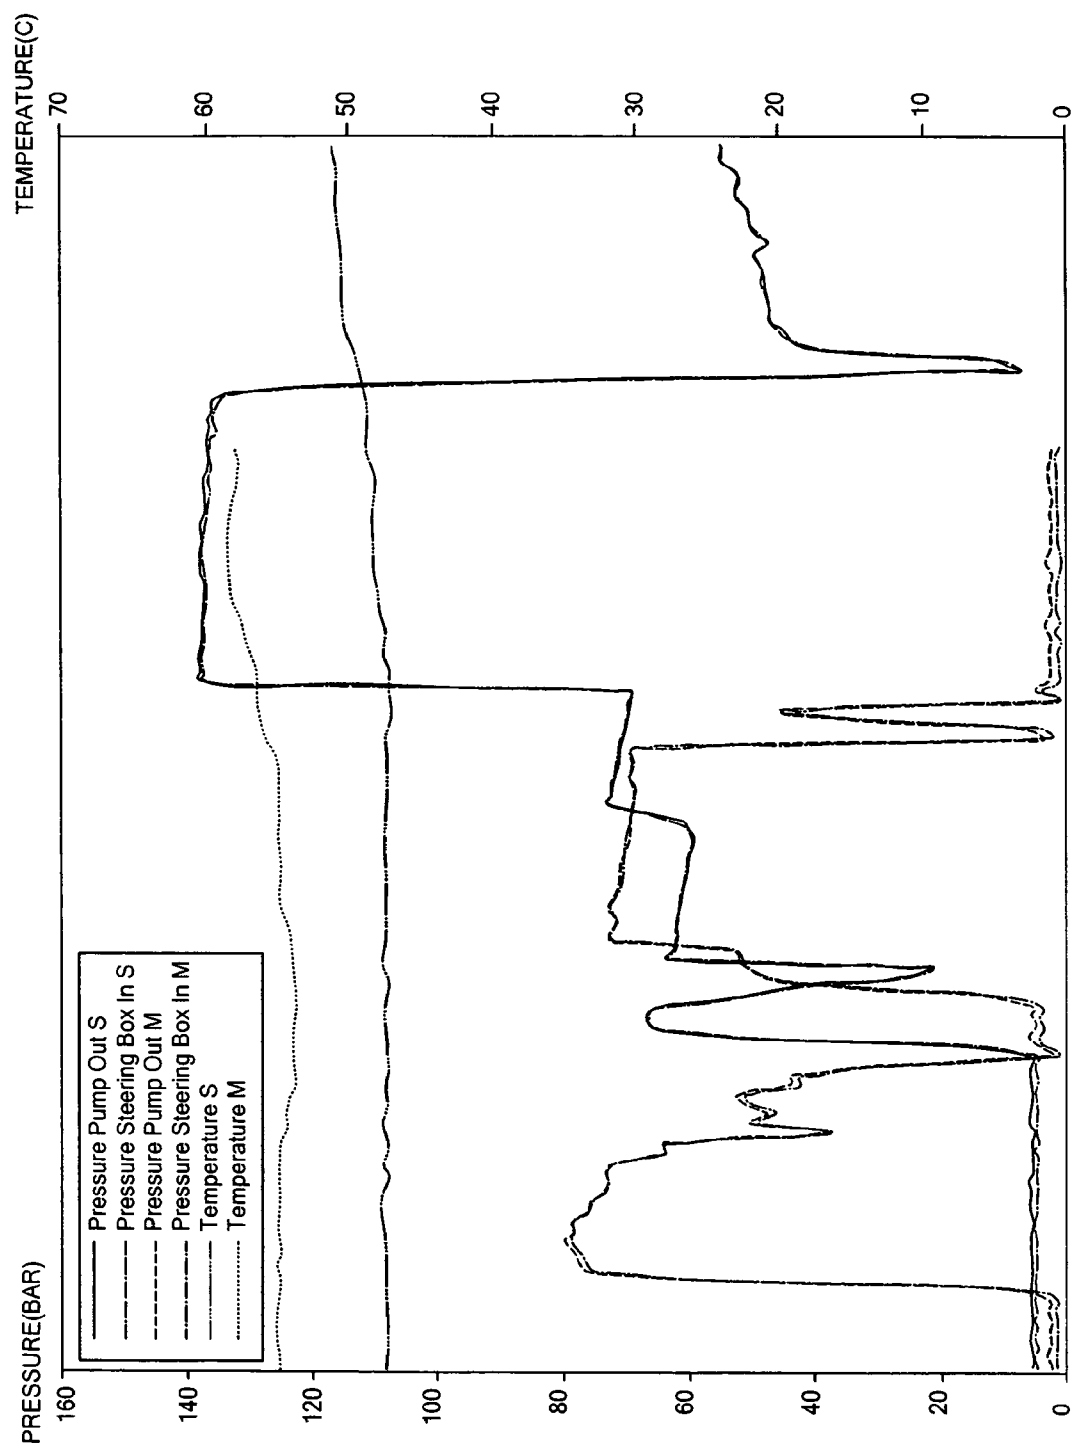 PRESSURE(BAR)
160
140
120
100
80
60
40
20
0
Pressure Pump Out S
Pressure Steering Box In S
Pressure Pump Out M
Pressure Steering Box In M
Temperature S
Temperature M
TEMPERATURE(C)
70
60
50
40
30
20
10
0